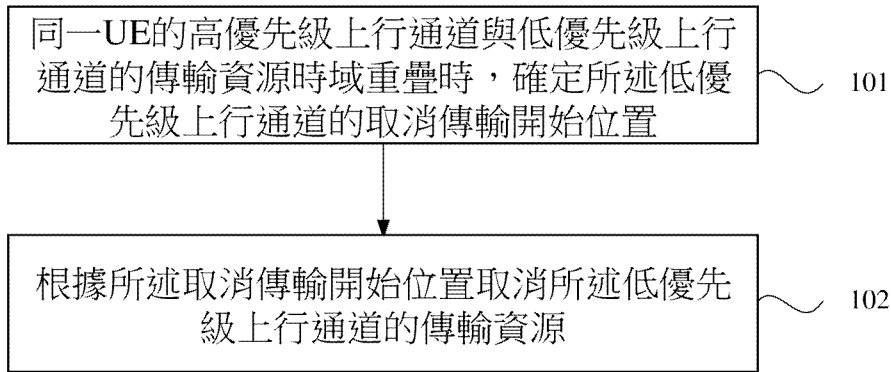 同一UE的高優先級上行通道與低優先級上行
通道的傳輸資源時域重疊時，確定所述低優
先級上行通道的取消傳輸開始位置
101
根據所述取消傳輸開始位置取消所述低優先
級上行通道的傳輸資源
102